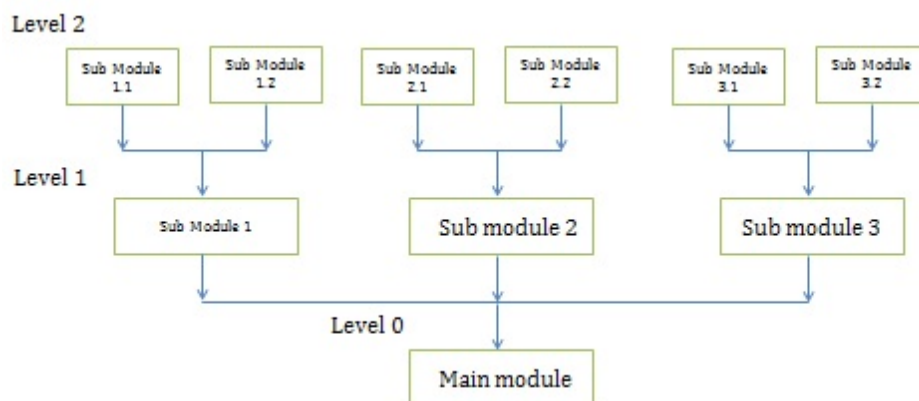 Level 2
Sub Module
1.1
Sub Module
1.2
Sub Module
2.1
Sub Module
2.2
Sub Module
3.1
Sub Module
3.2
Level 1
Sub Module 1
Sub module 2
Sub module 3
Level 0
Main module